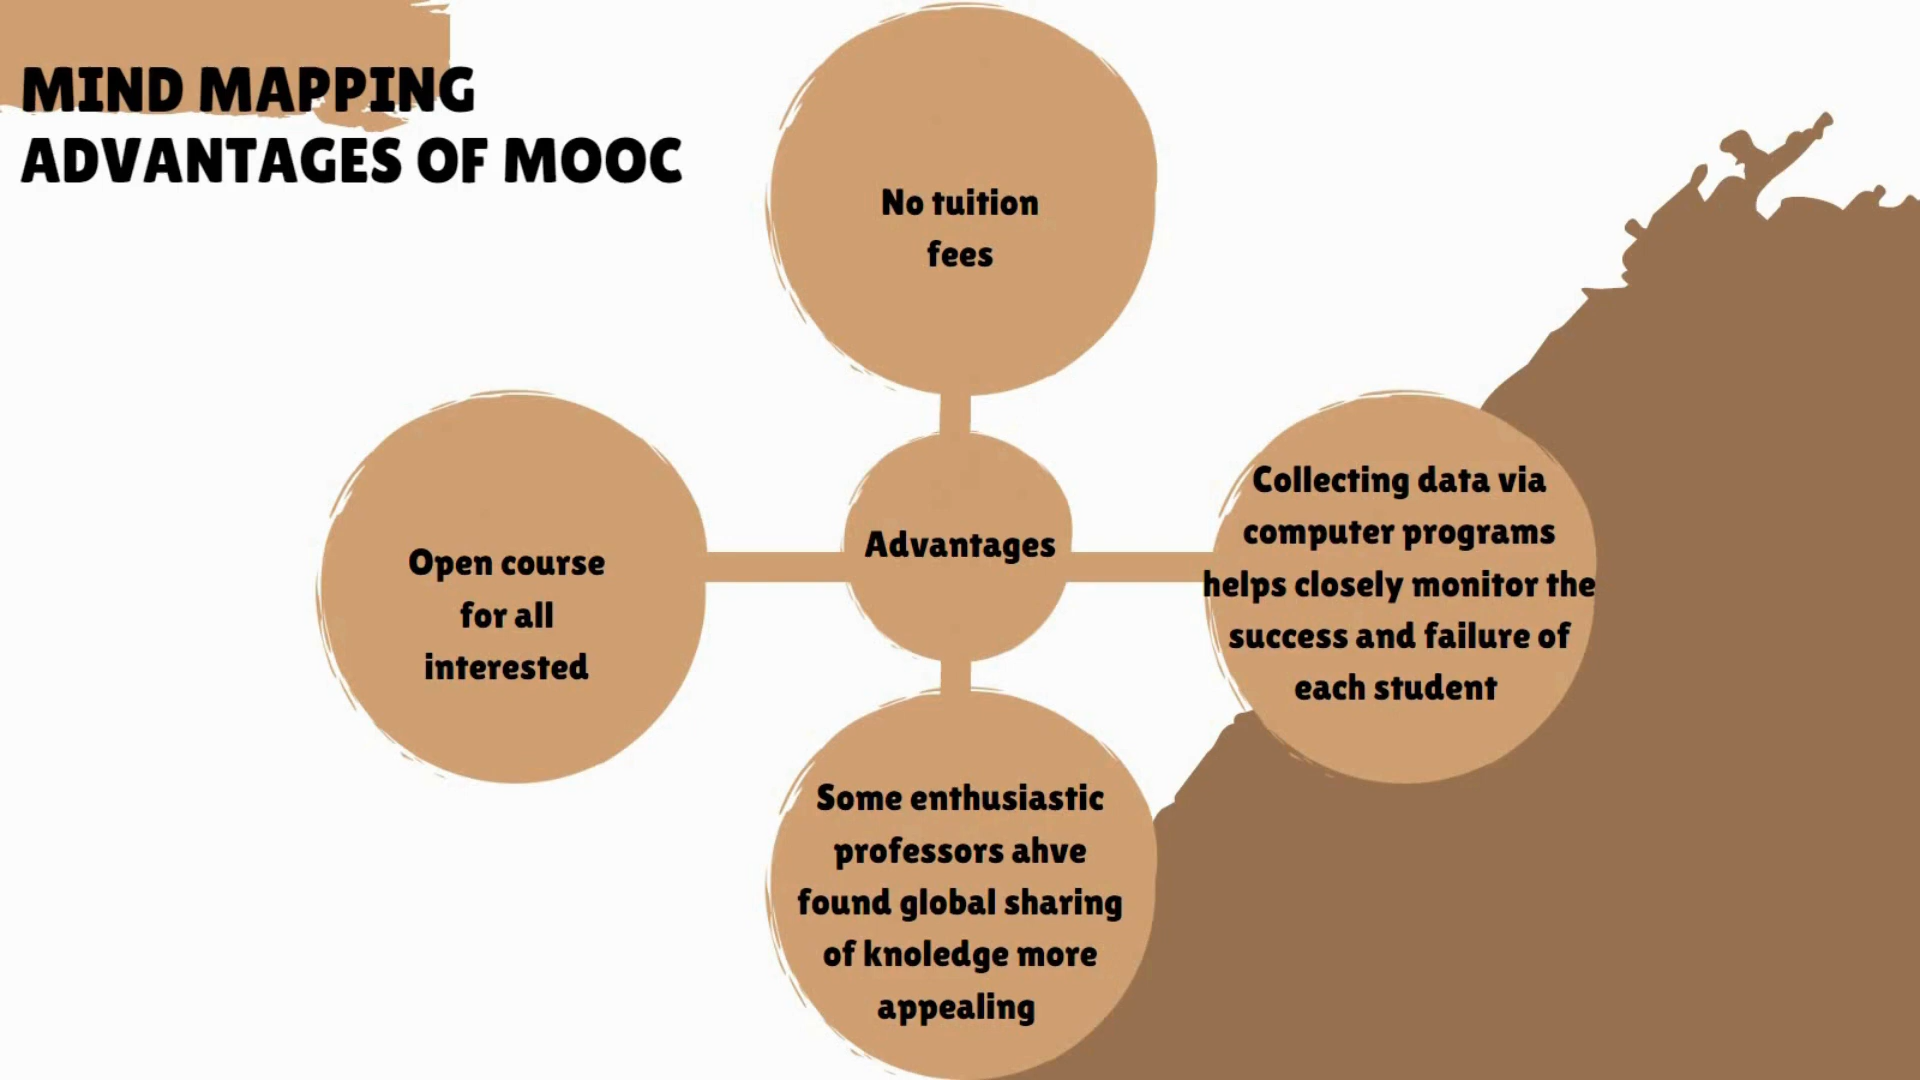 MIND MAPPING
ADVANTAGES OF MOOC
No tuition
fees
Open course
for all
interested
Advantages
Collecting data via
computer programs
helps closely monitor the
success and failure of
each student
Some enthusiastic
professors ahve
found global sharing
of knoledge more
appealing